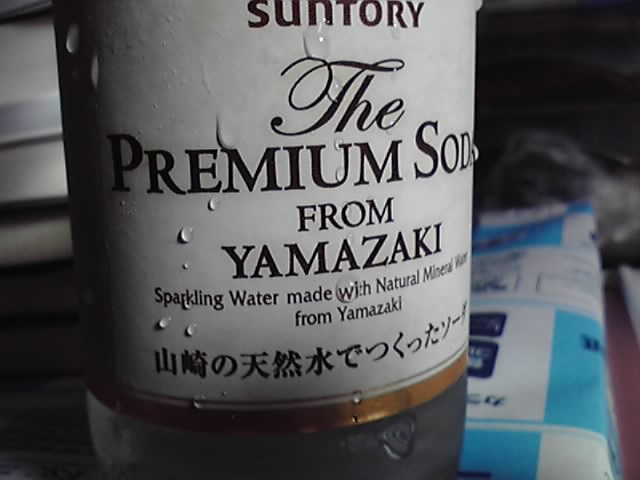 SUNTORY
The
PREMIUM SODA
FROM
YAMAZAKI
Sparkling Water made with Natural Mineral Water
from Yamazaki
山崎の天然水でつくったソーダ